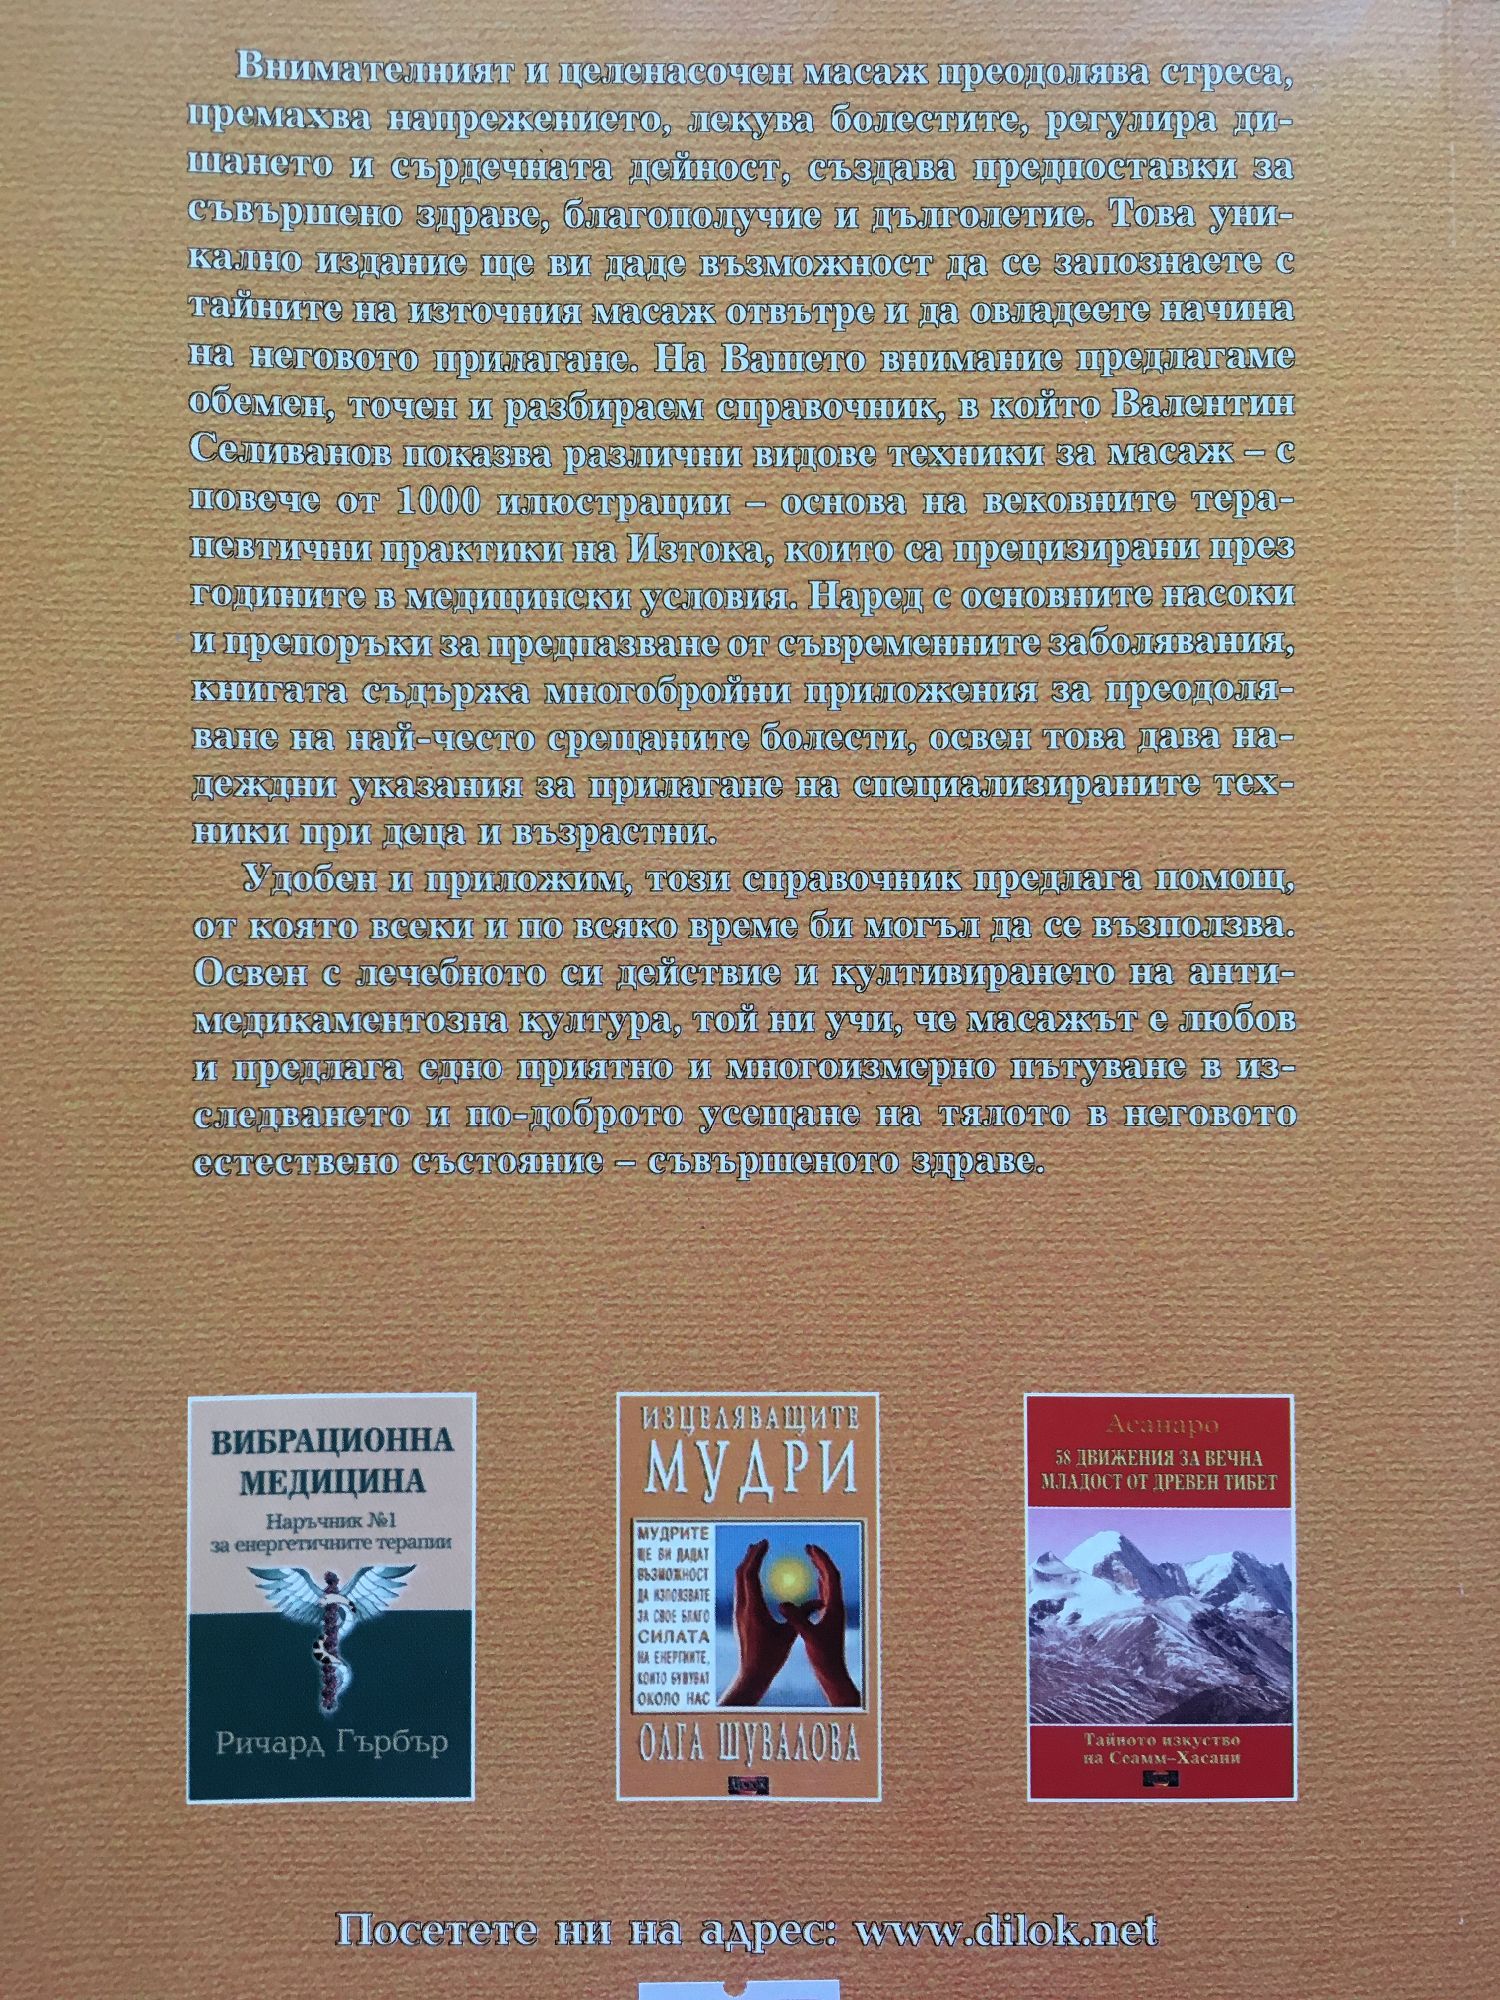 Внимателният и целенасочен масаж преодолява стреса,
премахва напрежението, лекува болестите, регулира ди-
шането и сърдечната дейност, създава предпоставки за
съвършено здраве, благополучие и дълголетие. Това уни-
кално издание ще ви даде възможност да се запознаете с
тайните на източния масаж отвътре и да овладеете начина
на неговото прилагане. На Вашето внимание предлагаме
обемен, точен и разбираем справочник, в който Валентин
Селиванов показва различни видове техники за масаж – с
повече от 1000 илюстрации – основа на вековните тера-
певтични практики на Изтока, които са прецизирани през
годините в медицински условия. Наред с основните насоки
и препоръки за предпазване от съвременните заболявания,
книгата съдържа многобройни приложения за преодоля-
ване на най-често срещаните болести, освен това дава на-
деждни указания за прилагане на специализираните тех-
ники при деца и възрастни.
Удобен и приложим, този справочник предлага помощ,
от която всеки и по всяко време би могъл да се възползва.
Освен с лечебното си действие и култивирането на анти-
медикаментозна култура, той ни учи, че масажът е любов
и предлага едно приятно и многоизмерно пътуване в из-
следването и по-доброто усещане на тялото в неговото
естествено състояние – съвършеното здраве.
ВИБРАЦИОННА
МЕДИЦИНА
Наръчник №1
за енергетичните терапии
Ричард Гърбър
ИЗЦЕЛЯВАЩИТЕ
МУДРИ
МУДРИТЕ
ЩЕ ВИ ДАДАТ
ВЪЗМОЖНОСТ
ДА ИЗПОЛЗВАТЕ
ЗА СВОЕ БЛАГО
СИЛАТА
НА ЕНЕРГИИТЕ,
КОИТО БУШУВАТ
ОКОЛО НАС
ОЛГА ШУВАЛОВА
Асанаро
58 ДВИЖЕНИЯ ЗА ВЕЧНА
МЛАДОСТ ОТ ДРЕВЕН ТИБЕТ
Тайното изкуство
на Сеамм–Хасани
Посетете ни на адрес: www.dilok.net